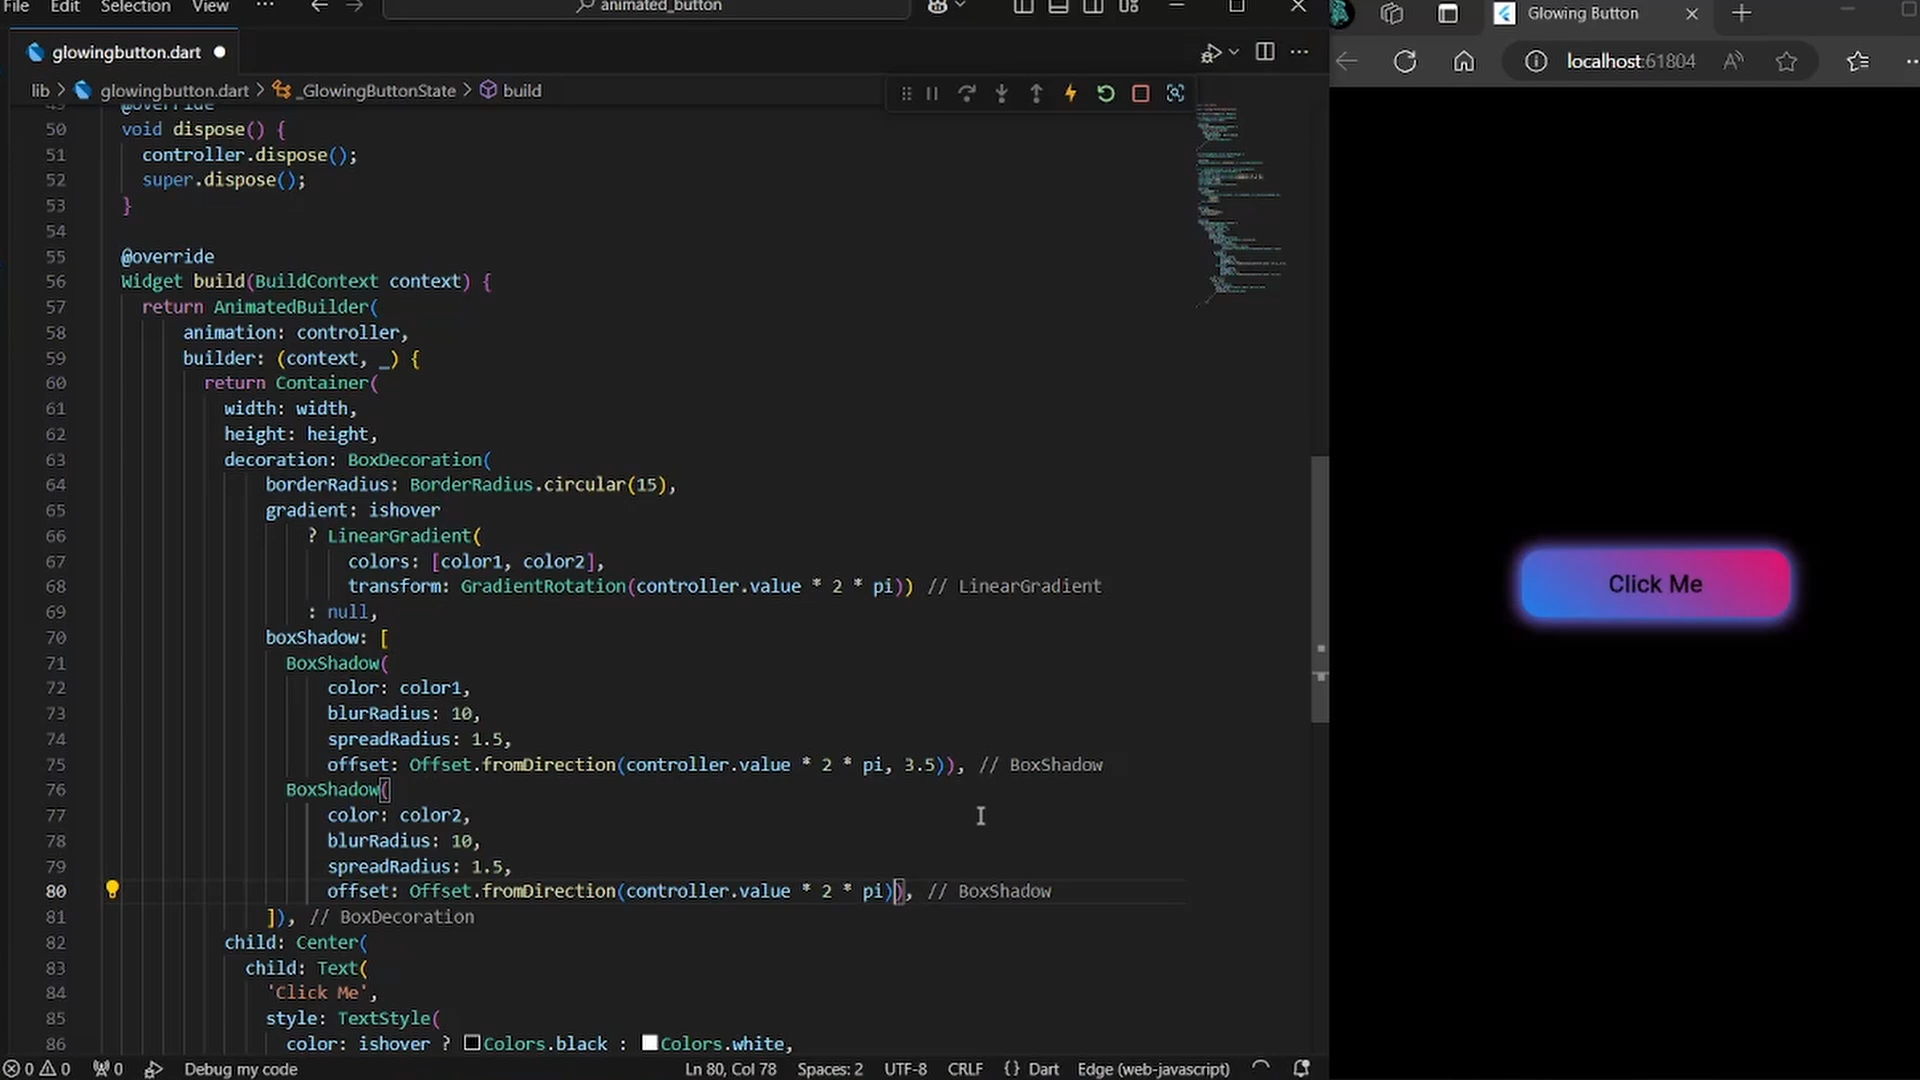 File Edit Selection View ··· animated_button
glowingbutton.dart
lib > glowingbutton.dart > _GlowingButtonState > build
@override
50 void dispose() {
51 controller.dispose();
52 super.dispose();
53 }
54
55 @override
56 Widget build(BuildContext context) {
57 return AnimatedBuilder(
58 animation: controller,
59 builder: (context, _) {
60 return Container(
61 width: width,
62 height: height,
63 decoration: BoxDecoration(
64 borderRadius: BorderRadius.circular(15),
65 gradient: ishover
66 ? LinearGradient(
67 colors: [color1, color2],
68 transform: GradientRotation(controller.value * 2 * pi)) // LinearGradient
69 : null,
70 boxShadow: [
71 BoxShadow(
72 color: color1,
73 blurRadius: 10,
74 spreadRadius: 1.5,
75 offset: Offset.fromDirection(controller.value * 2 * pi, 3.5)), // BoxShadow
76 BoxShadow(
77 color: color2,
78 blurRadius: 10,
79 spreadRadius: 1.5,
80 offset: Offset.fromDirection(controller.value * 2 * pi)), // BoxShadow
81 ]), // BoxDecoration
82 child: Center(
83 child: Text(
84 'Click Me',
85 style: TextStyle(
86 color: ishover ? Colors.black : Colors.white,
0 0 0 Debug my code Ln 80, Col 78 Spaces: 2 UTF-8 CRLF {} Dart Edge (web-javascript)
Glowing Button
localhost:61804
Click Me